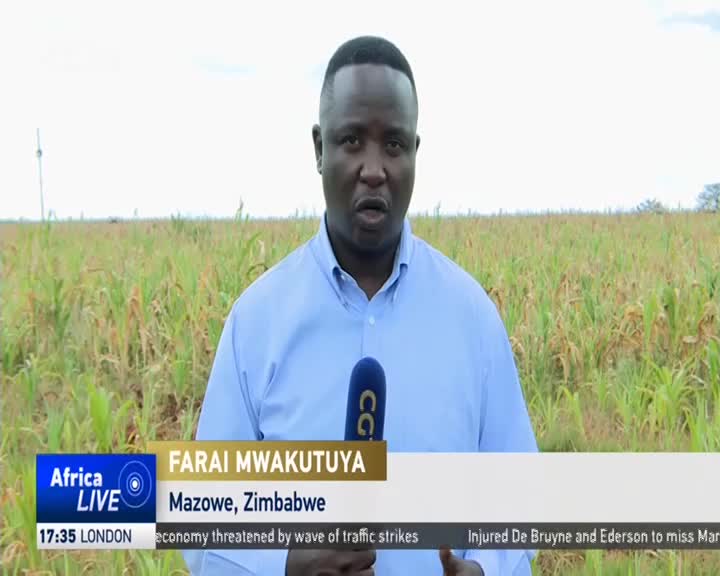 CGT
FARAI MWAKUTUYA
Africa
LIVE
Mazowe, Zimbabwe
17:35 LONDON
economy threatened by wave of traffic strikes Injured De Bruyne and Ederson to miss Mar